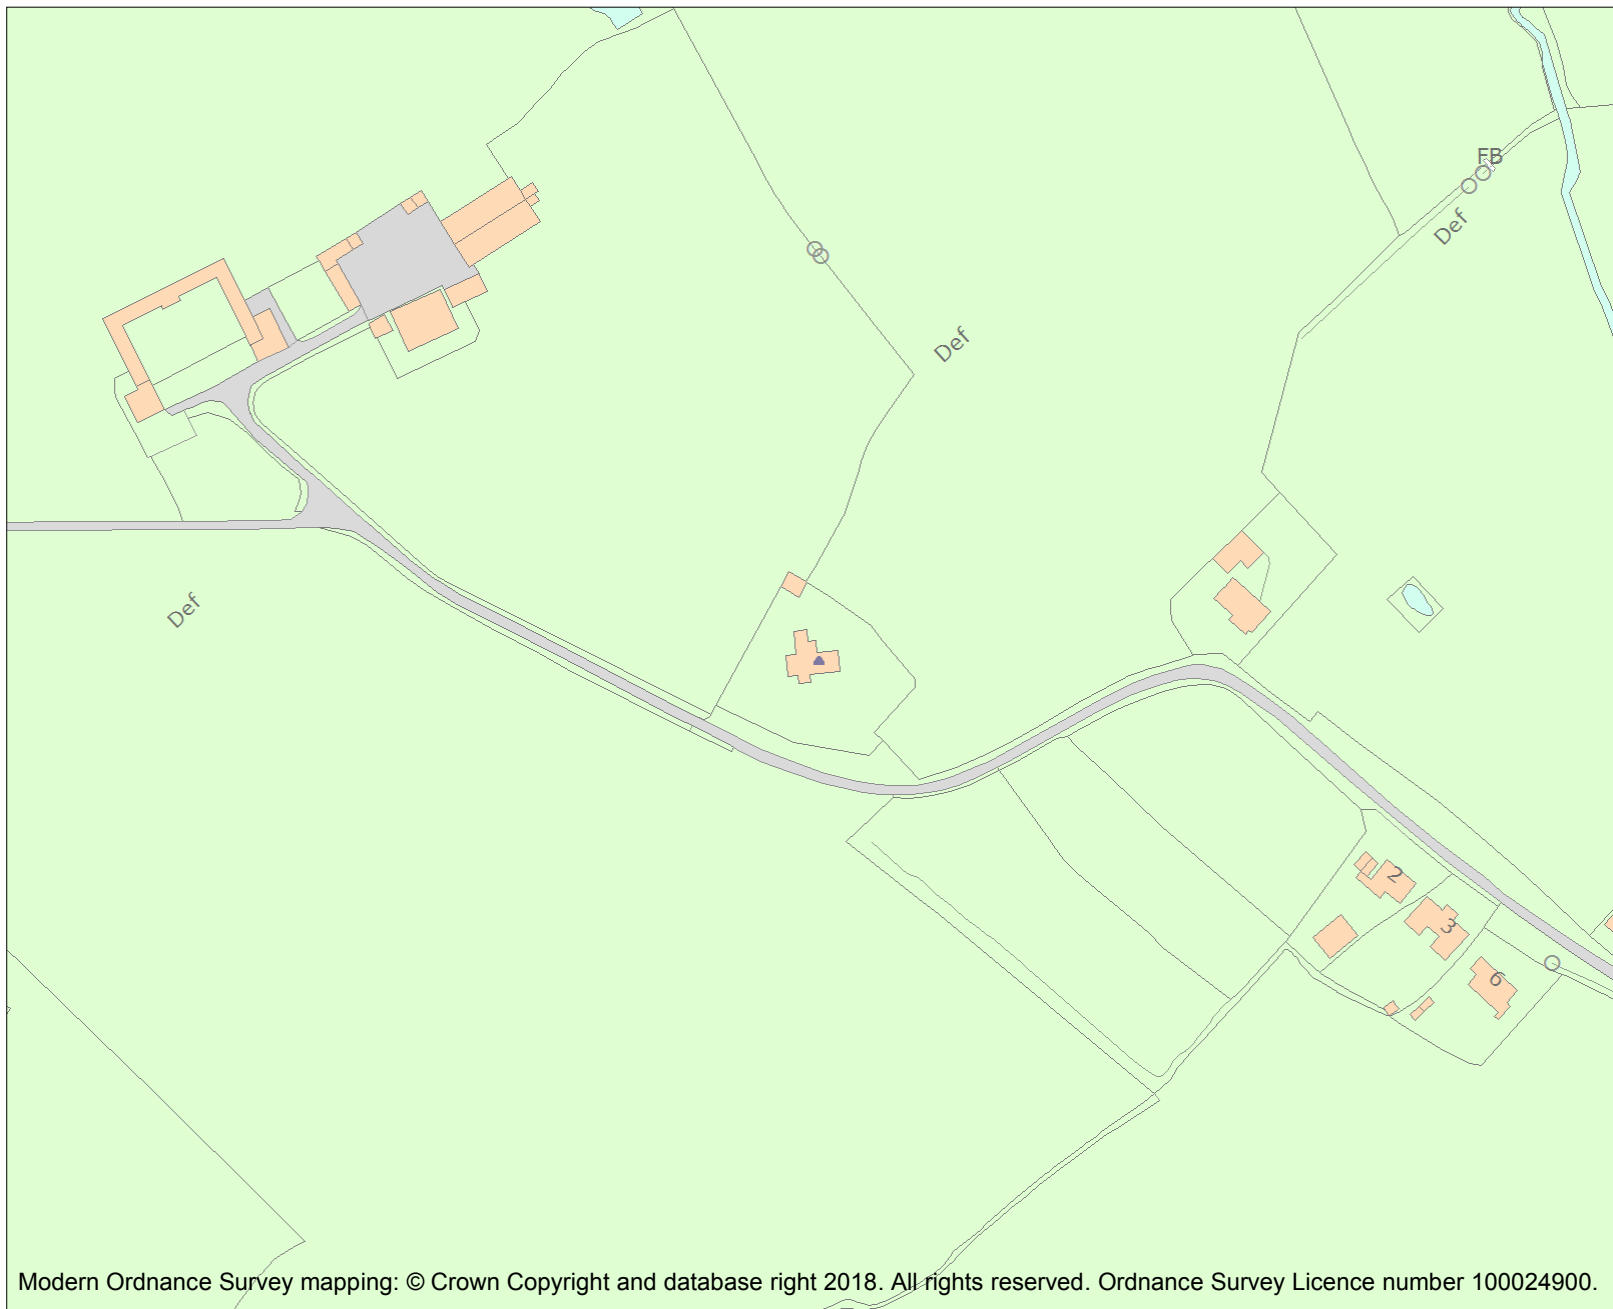 FB
Def
Def
Def
2
3
6
Modern Ordnance Survey mapping: © Crown Copyright and database right 2018. All rights reserved. Ordnance Survey Licence number 100024900.